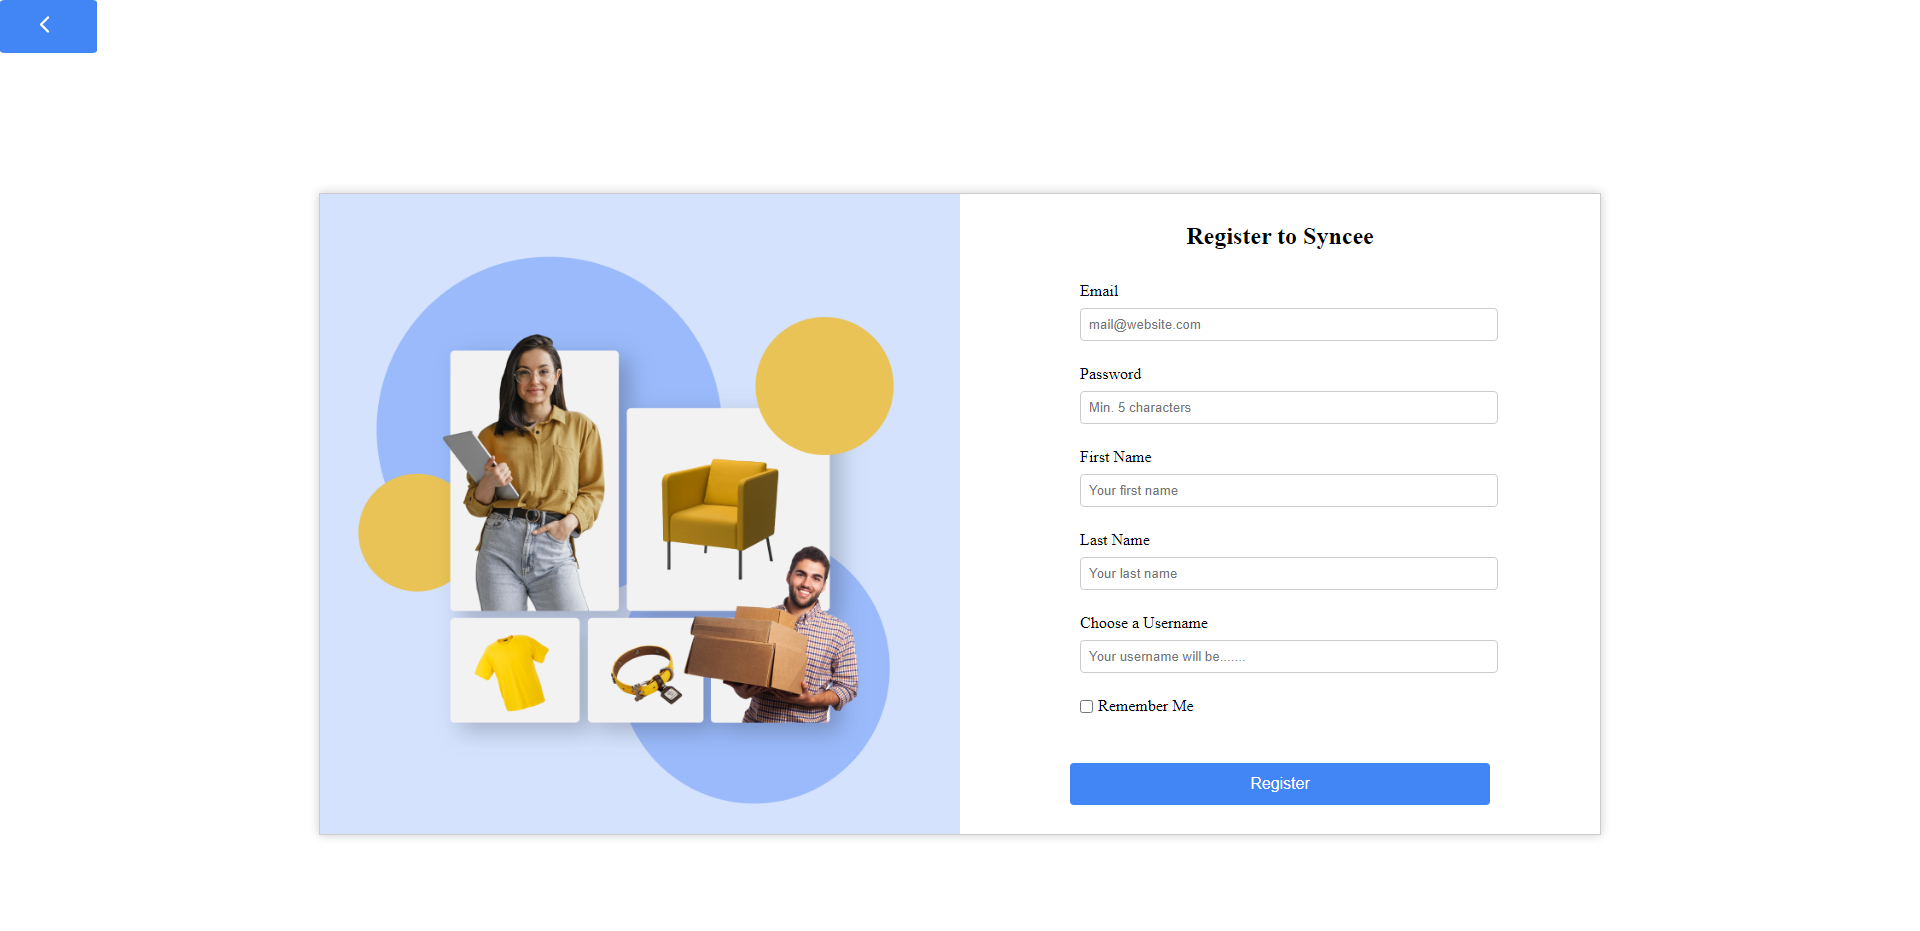 Register to Syncee
Email
mail@website.com
Password
Min. 5 characters
First Name
Your first name
Last Name
Your last name
Choose a Username
Your username will be.......
Remember Me
Register